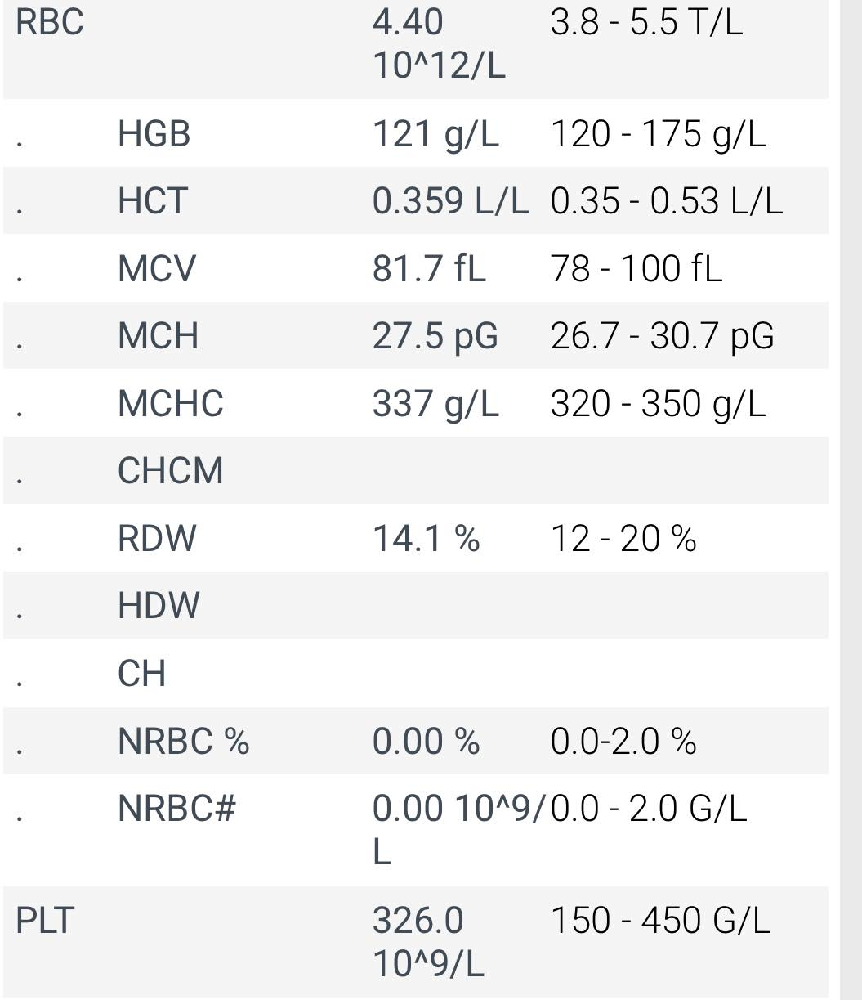 RBC 4.40 3.8 - 5.5 T/L
10^12/L
. HGB 121 g/L 120 - 175 g/L
. HCT 0.359 L/L 0.35 - 0.53 L/L
. MCV 81.7 fL 78 - 100 fL
. MCH 27.5 pG 26.7 - 30.7 pG
. MCHC 337 g/L 320 - 350 g/L
. CHCM
. RDW 14.1 % 12 - 20 %
. HDW
. CH
. NRBC % 0.00 % 0.0-2.0 %
. NRBC# 0.00 10^9/ 0.0 - 2.0 G/L
L
PLT 326.0 150 - 450 G/L
10^9/L